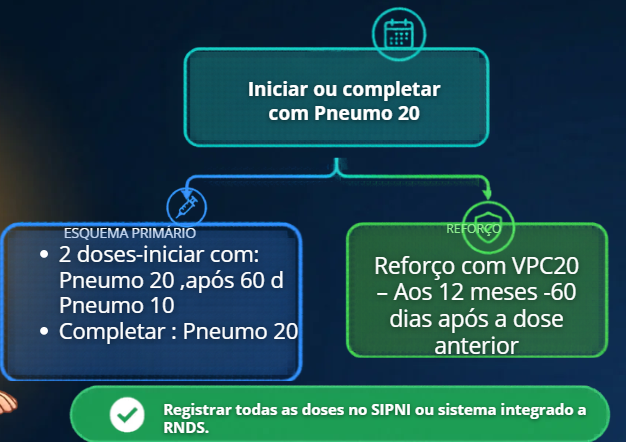 Iniciar ou completar
com Pneumo 20
ESQUEMA PRIMÁRIO
• 2 doses-iniciar com:
Pneumo 20 ,após 60 d
Pneumo 10
• Completar : Pneumo 20
REFORÇO
Reforço com VPC20
– Aos 12 meses -60
dias após a dose
anterior
Registrar todas as doses no SIPNI ou sistema integrado a
RNDS.